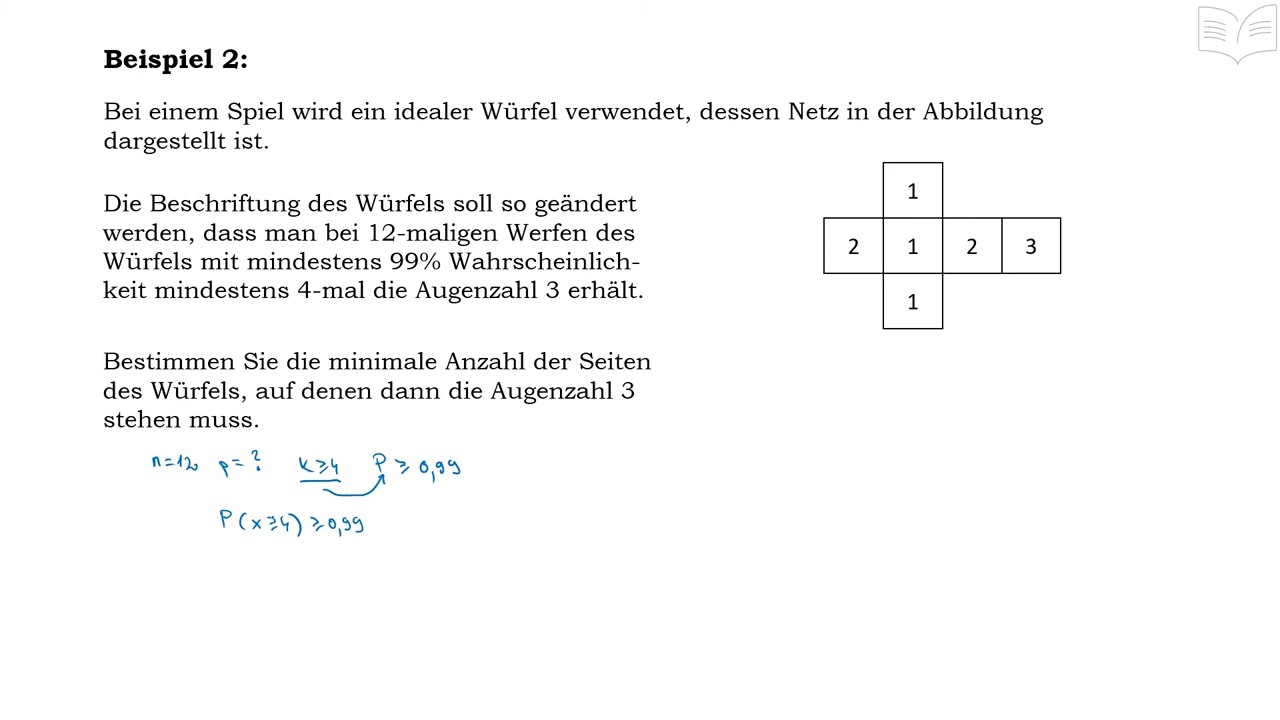 Beispiel 2:
Bei einem Spiel wird ein idealer Würfel verwendet, dessen Netz in der Abbildung
dargestellt ist.
Die Beschriftung des Würfels soll so geändert
werden, dass man bei 12-maligen Werfen des
Würfels mit mindestens 99% Wahrscheinlich-
keit mindestens 4-mal die Augenzahl 3 erhält.
Bestimmen Sie die minimale Anzahl der Seiten
des Würfels, auf denen dann die Augenzahl 3
stehen muss.
n=12 p=? k≥4 P≥0,99
P(x≥4)≥0,99
1
2 1 2 3
1